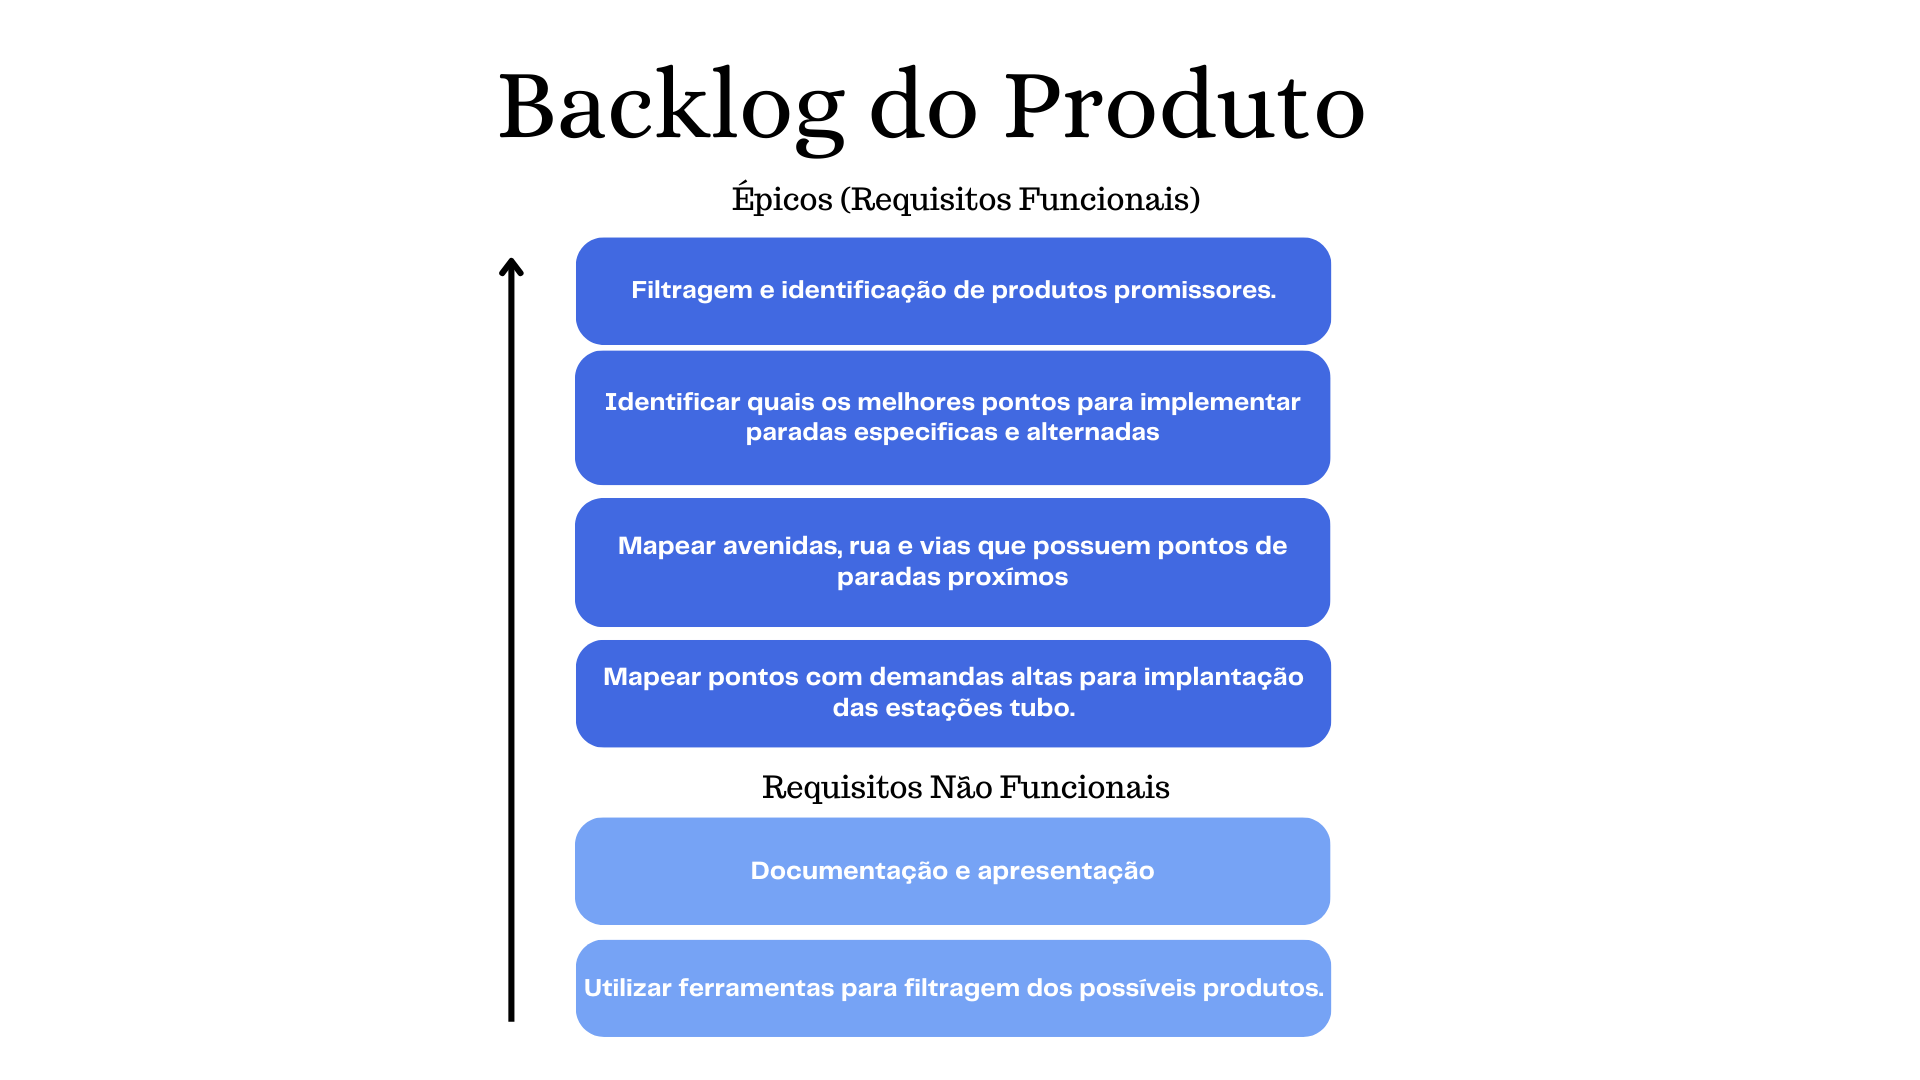 Backlog do Produto
Épicos (Requisitos Funcionais)
Filtragem e identificação de produtos promissores.
Identificar quais os melhores pontos para implementar
paradas especificas e alternadas
Mapear avenidas, rua e vias que possuem pontos de
paradas proxímos
Mapear pontos com demandas altas para implantação
das estações tubo.
Requisitos Não Funcionais
Documentação e apresentação
Utilizar ferramentas para filtragem dos possíveis produtos.